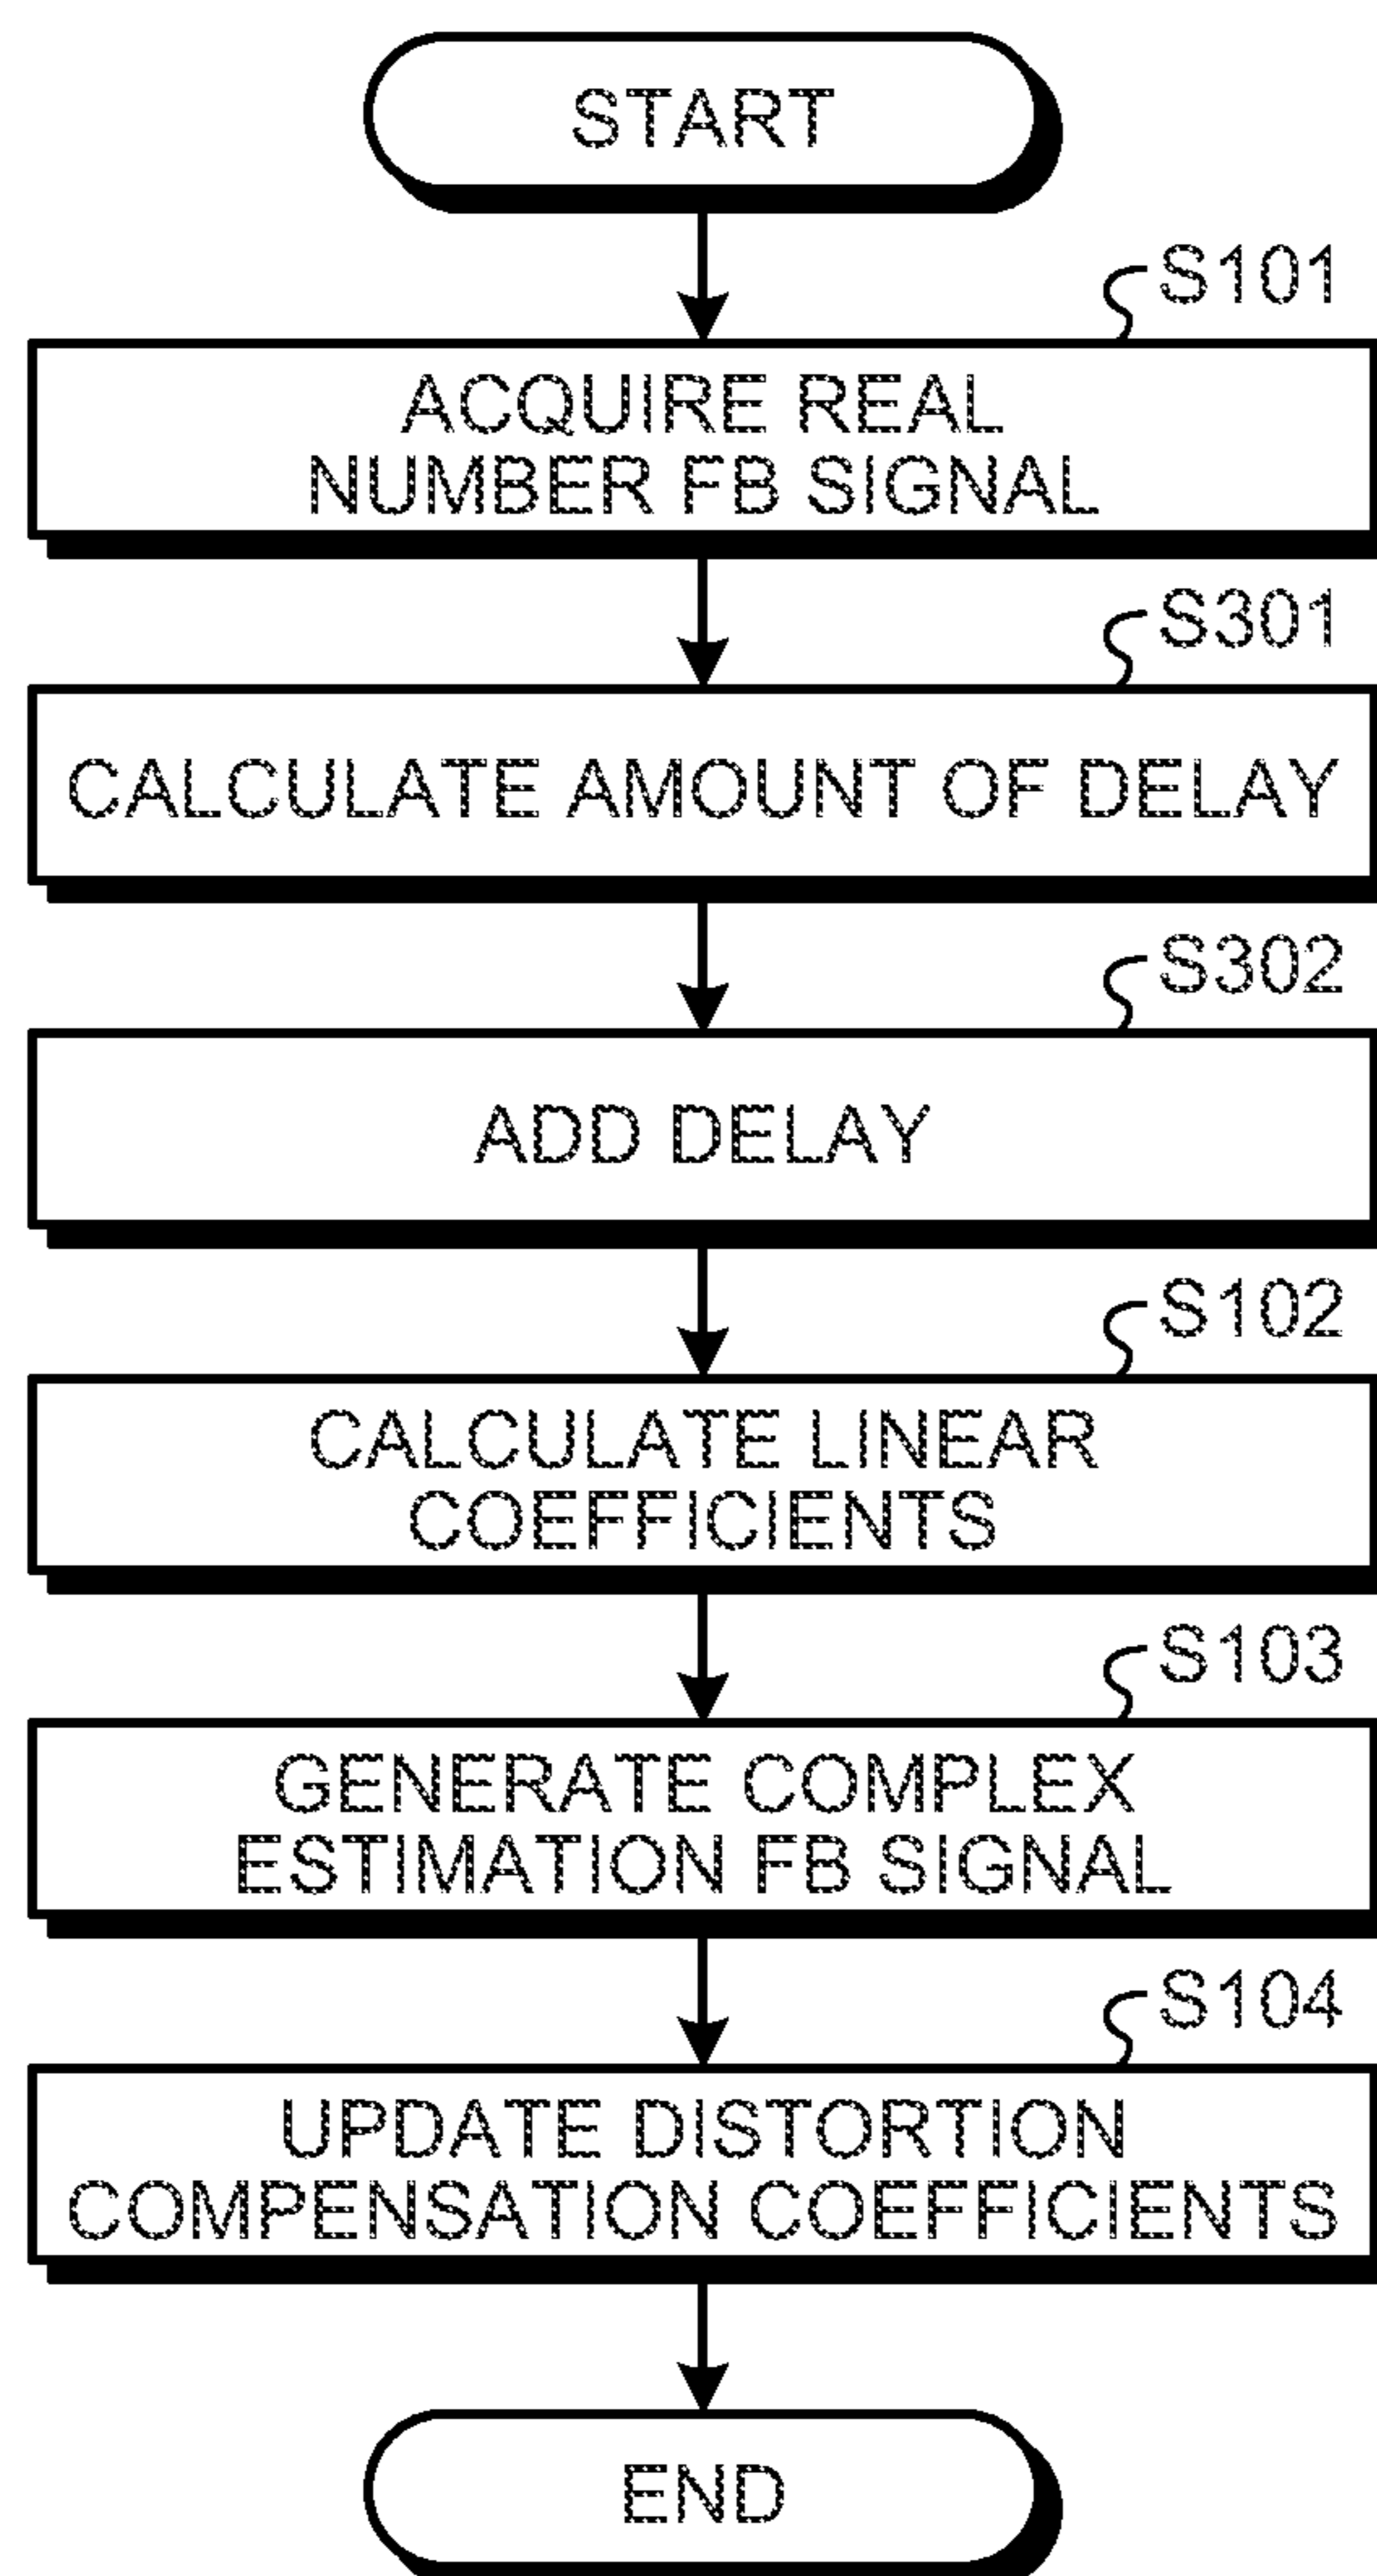 START
S101
ACQUIRE REAL
NUMBER FB SIGNAL
S301
CALCULATE AMOUNT OF DELAY
S302
ADD DELAY
S102
CALCULATE LINEAR
COEFFICIENTS
S103
GENERATE COMPLEX
ESTIMATION FB SIGNAL
S104
UPDATE DISTORTION
COMPENSATION COEFFICIENTS
END